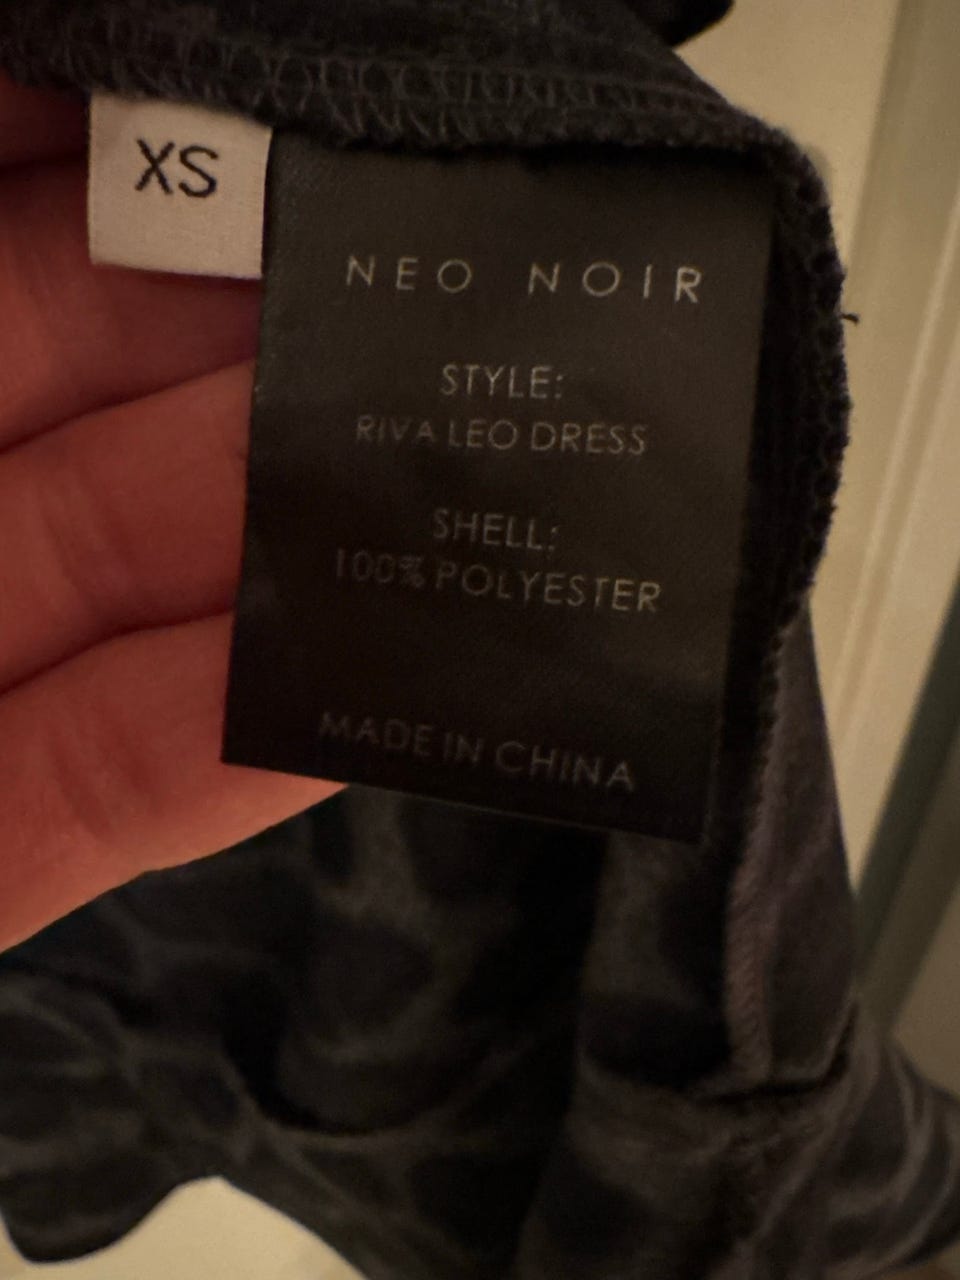 XS
NEO NOIR
STYLE:
RIVA LEO DRESS
SHELL:
100% POLYESTER
MADE IN CHINA